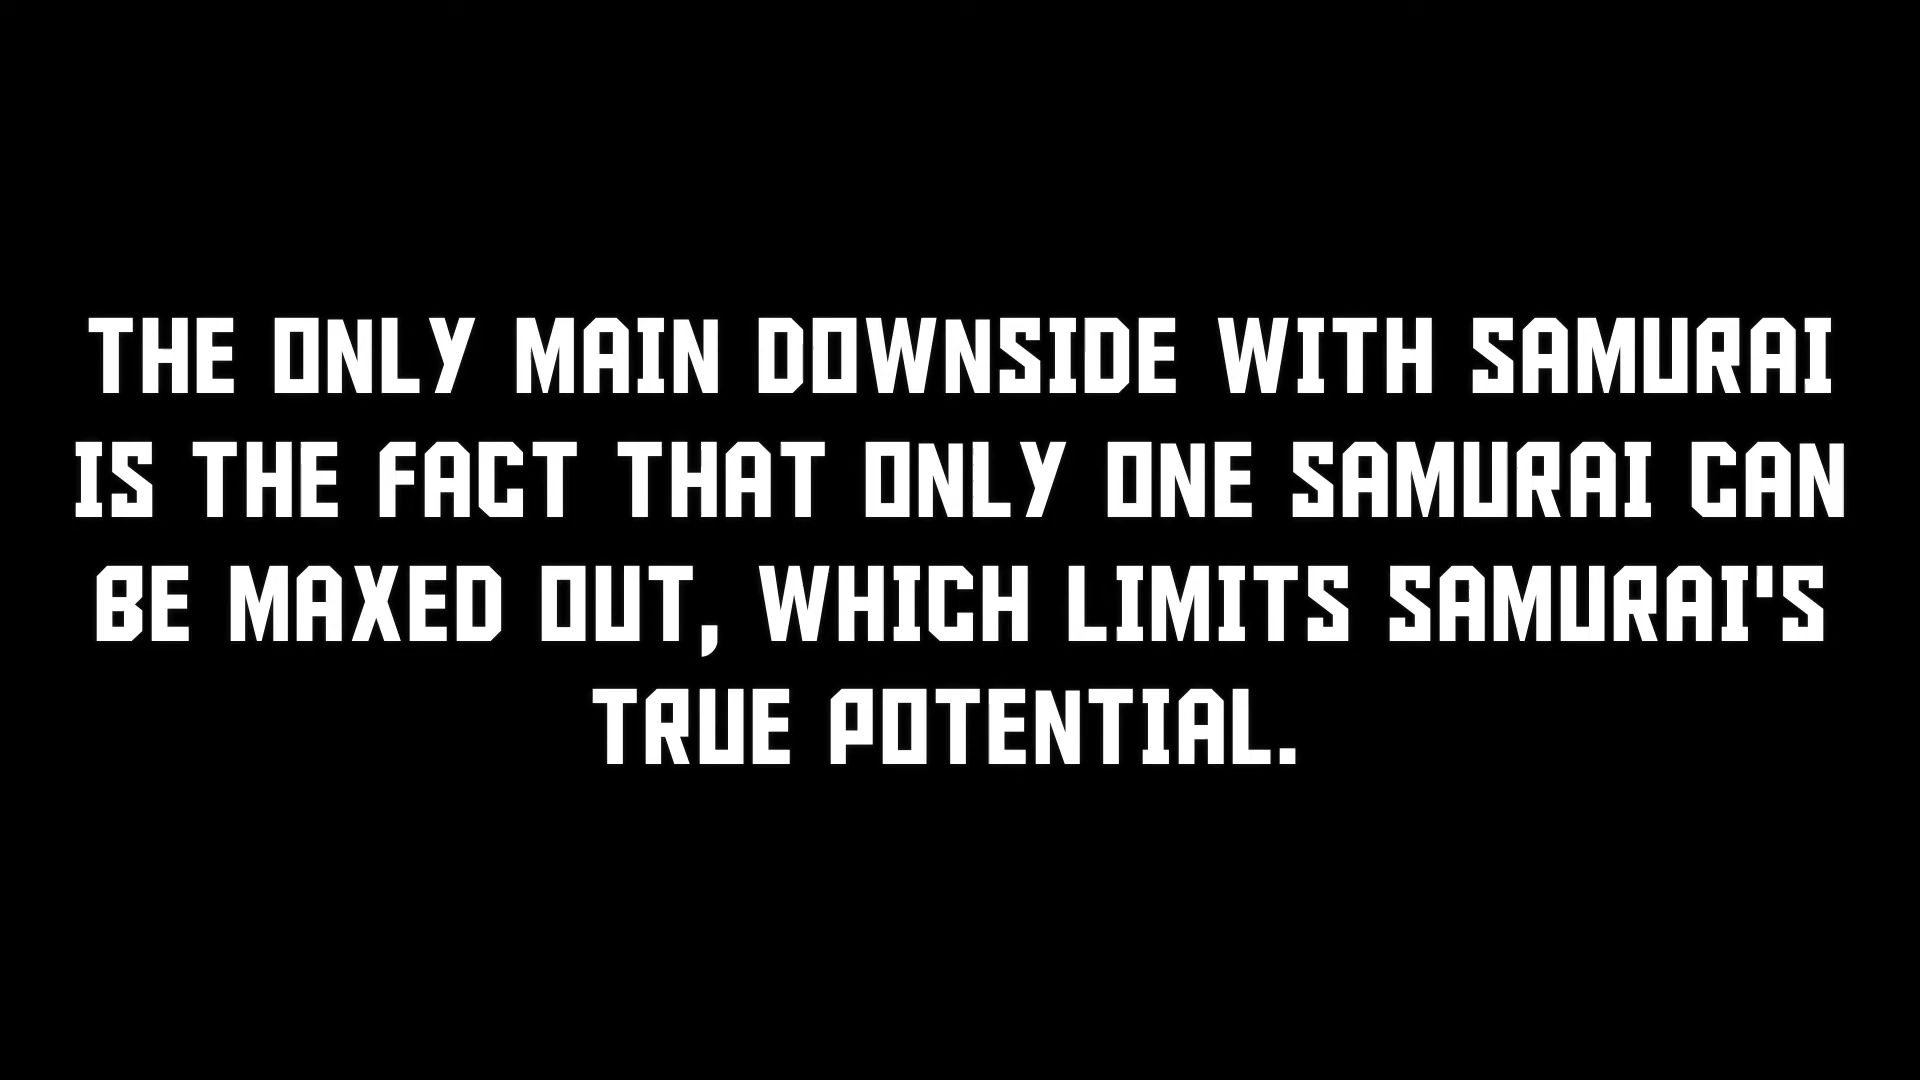 THE ONLY MAIN DOWNSIDE WITH SAMURAI
IS THE FACT THAT ONLY ONE SAMURAI CAN
BE MAXED OUT, WHICH LIMITS SAMURAI'S
TRUE POTENTIAL.